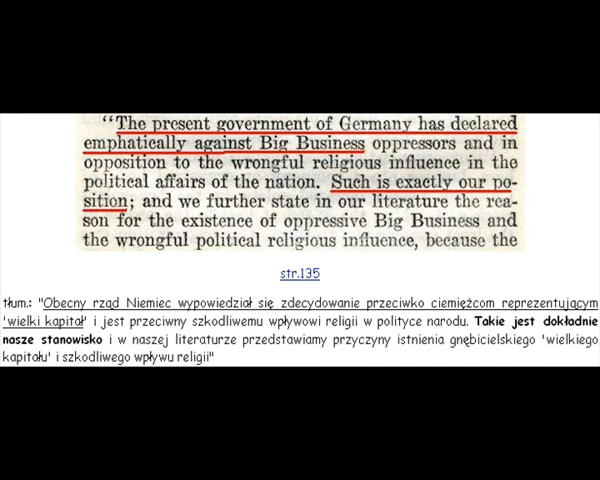 "The present government of Germany has declared
emphatically against Big Business oppressors and in
opposition to the wrongful religious influence in the
political affairs of the nation. Such is exactly our po-
sition; and we further state in our literature the rea-
son for the existence of oppressive Big Business and
the wrongful political religious influence, because the
str.135
tłum.: "Obecny rząd Niemiec wypowiedział się zdecydowanie przeciwko ciemiężcom reprezentującym
'wielki kapitał' i jest przeciwny szkodliwemu wpływowi religii w polityce narodu. Takie jest dokładnie
nasze stanowisko i w naszej literaturze przedstawiamy przyczyny istnienia gnębicielskiego 'wielkiego
kapitału' i szkodliwego wpływu religii"